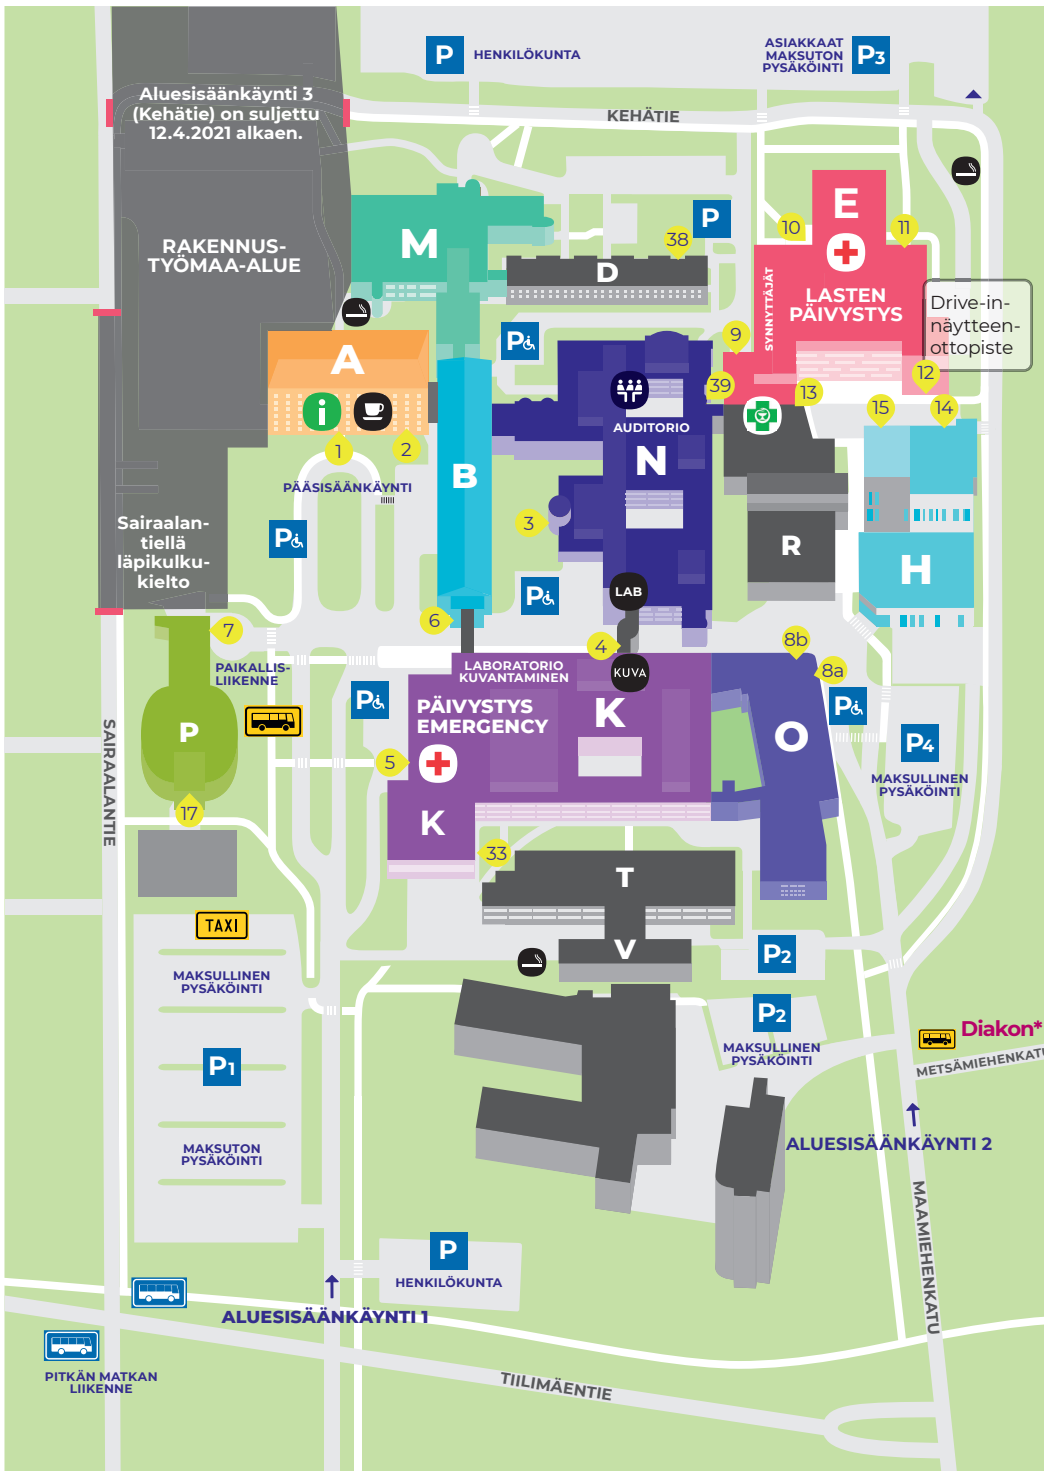 P
HENKILÖKUNTA
ASIAKKAAT
MAKSUTON
PYSÄKÖINTI
P3
Aluesisäänkäynti 3
(Kehätie) on suljettu
12.4.2021 alkaen.
KEHÄTIE
RAKENNUS-
TYÖMAA-ALUE
M
P
38
D
10
E
11
SYNNYTTÄJÄT
LASTEN
PÄIVYSTYS
Drive-in-
näytteen-
ottopiste
12
9
39
13
15
14
A
i
1
2
PÄÄSISÄÄNKÄYNTI
P
P
B
AUDITORIO
N
3
R
H
Sairaalan-
tiellä
läpikulku-
kielto
P
LAB
6
7
4
8b
8a
PAIKALLIS-
LIIKENNE
P
P
LABORATORIO
KUVANTAMINEN
KUVA
PÄIVYSTYS
EMERGENCY
K
O
P
P4
MAKSULLINEN
PYSÄKÖINTI
5
K
SAIRAALANTIE
17
33
T
V
TAXI
MAKSULLINEN
PYSÄKÖINTI
P1
MAKSUTON
PYSÄKÖINTI
P2
P2
MAKSULLINEN
PYSÄKÖINTI
Diakon*
METSÄMIEHENKATU
ALUESISÄÄNKÄYNTI 2
MAAMIEHENKATU
P
HENKILÖKUNTA
ALUESISÄÄNKÄYNTI 1
PITKÄN MATKAN
LIIKENNE
TIILIMÄENTIE